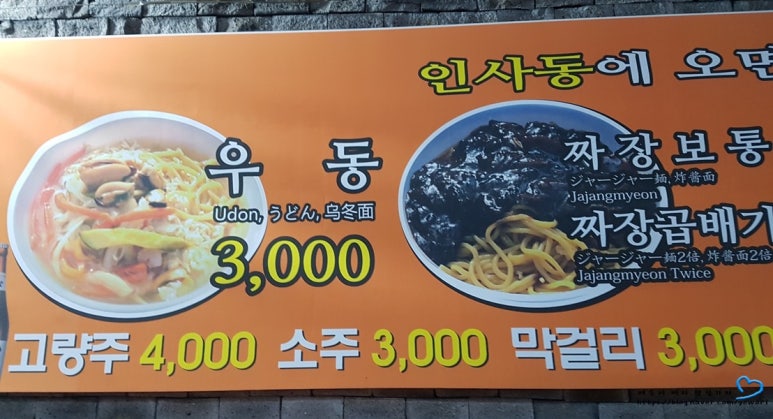 인사동에 오면
우 동
Udon, うどん, 乌冬面
3,000
짜장보통
ジャージャー麺, 炸酱面
Jajangmyeon
짜장곱배기
ジャージャー麺2倍, 炸酱面2倍
Jajangmyeon Twice
고량주 4,000 소주 3,000 막걸리 3,000